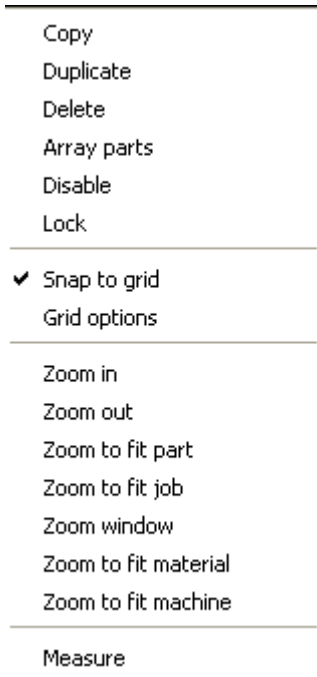 Copy
Duplicate
Delete
Array parts
Disable
Lock
Snap to grid
Grid options
Zoom in
Zoom out
Zoom to fit part
Zoom to fit job
Zoom window
Zoom to fit material
Zoom to fit machine
Measure